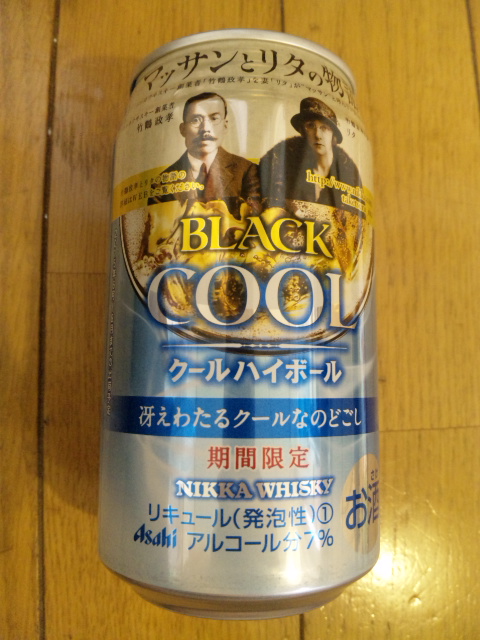 マッサンとリタの物
竹鶴政孝
リタ
BLACK
COOL
クールハイボール
冴えわたるクールなのどごし
期間限定
NIKKA WHISKY
リキュール(発泡性)①
お酒
Asahi アルコール分7%